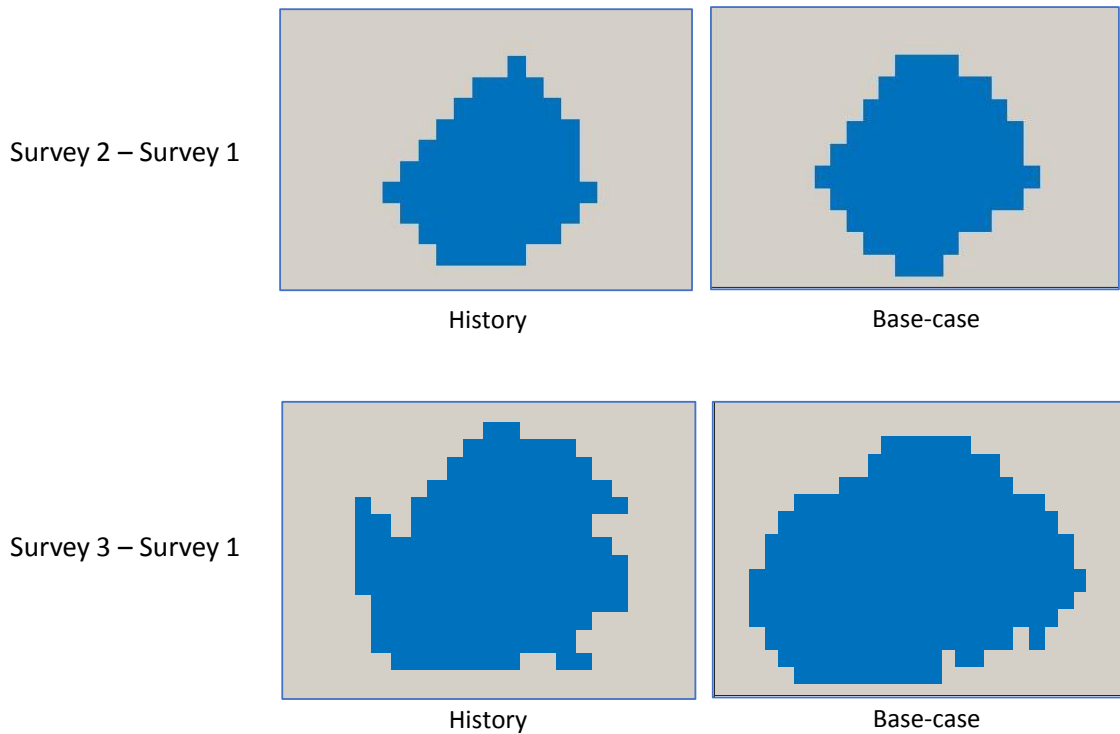 Survey 2 – Survey 1
History
Base-case
Survey 3 – Survey 1
History
Base-case